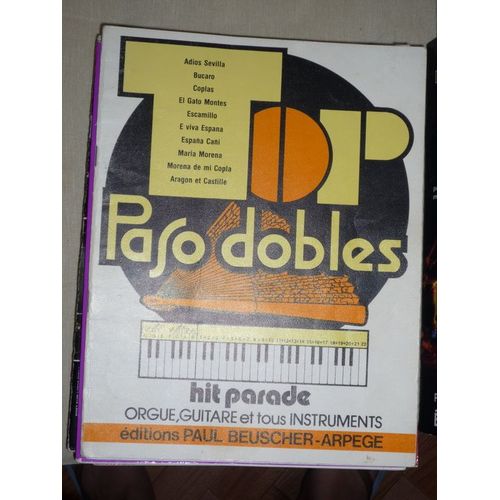 Adios Sevilla
Bucaro
Coplas
El Gato Montes
Escamillo
E viva Espana
España Cañi
Maria Morena
Morena de mi Copla
Aragon et Castille
TOP
Paso dobles
hit parade
ORGUE, GUITARE et tous INSTRUMENTS
éditions PAUL BEUSCHER-ARPEGE